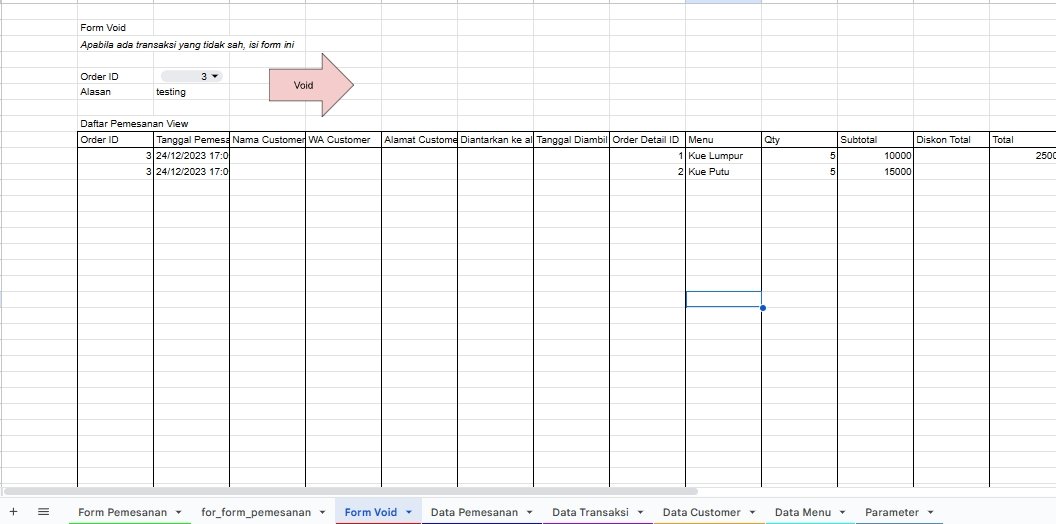 Form Void
Apabila ada transaksi yang tidak sah, isi form ini
Order ID 3
Alasan testing
Void
Daftar Pemesanan View
Order ID Tanggal Pemesa Nama Customer WA Customer Alamat Custome Diantarkan ke al Tanggal Diambil Order Detail ID Menu Qty Subtotal Diskon Total Total
3 24/12/2023 17:0 1 Kue Lumpur 5 10000 2500
3 24/12/2023 17:0 2 Kue Putu 5 15000
Form Pemesanan for_form_pemesanan Form Void Data Pemesanan Data Transaksi Data Customer Data Menu Parameter